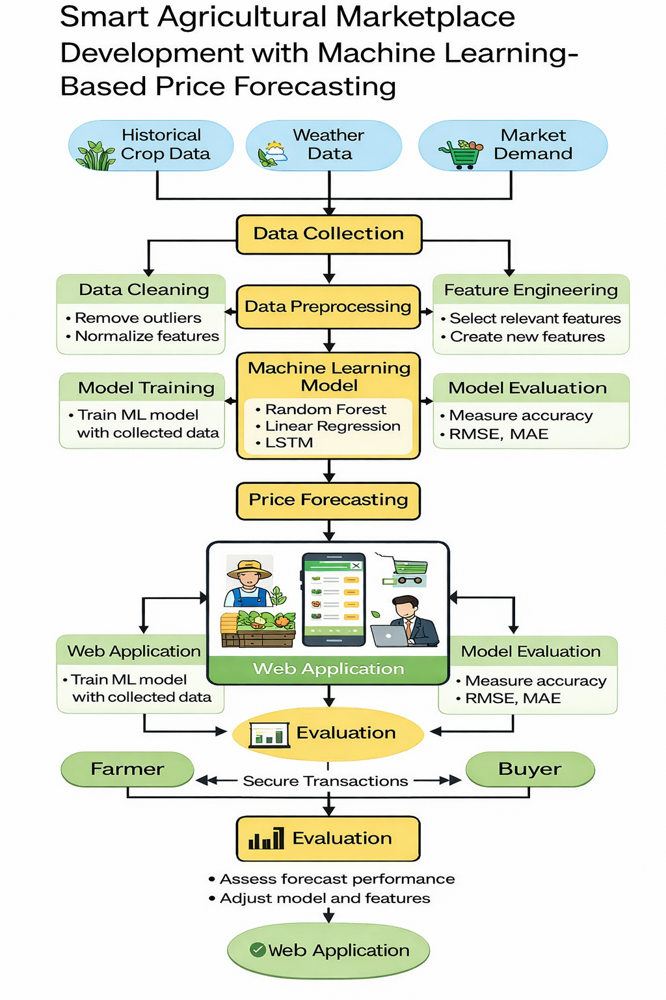 Smart Agricultural Marketplace
Development with Machine Learning-
Based Price Forecasting
Historical
Crop Data
Weather
Data
Market
Demand
Data Collection
Data Cleaning
• Remove outliers
• Normalize features
Data Preprocessing
Feature Engineering
• Select relevant features
• Create new features
Model Training
• Train ML model
with collected data
Machine Learning
Model
• Random Forest
• Linear Regression
• LSTM
Model Evaluation
• Measure accuracy
• RMSE, MAE
Price Forecasting
Web Application
Web Application
• Train ML model
with collected data
Model Evaluation
• Measure accuracy
• RMSE, MAE
Evaluation
Farmer
Secure Transactions
Buyer
Evaluation
• Assess forecast performance
• Adjust model and features
Web Application